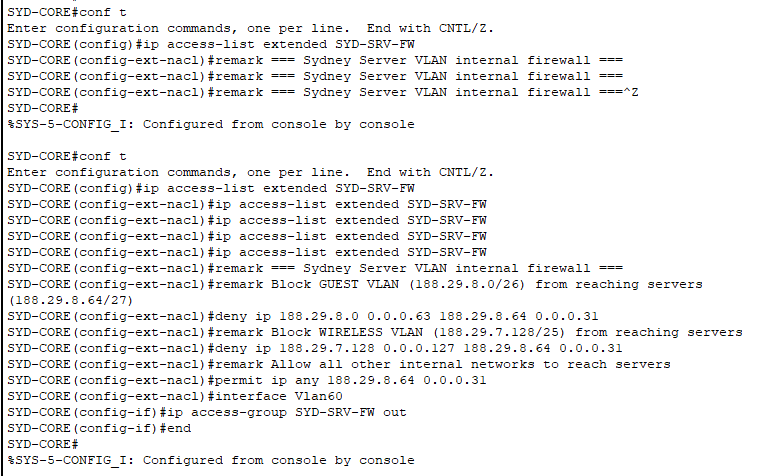 SYD-CORE#conf t
Enter configuration commands, one per line.  End with CNTL/Z.
SYD-CORE(config)#ip access-list extended SYD-SRV-FW
SYD-CORE(config-ext-nacl)#remark === Sydney Server VLAN internal firewall ===
SYD-CORE(config-ext-nacl)#remark === Sydney Server VLAN internal firewall ===
SYD-CORE(config-ext-nacl)#remark === Sydney Server VLAN internal firewall ===^Z
SYD-CORE#
%SYS-5-CONFIG_I: Configured from console by console
SYD-CORE#conf t
Enter configuration commands, one per line.  End with CNTL/Z.
SYD-CORE(config)#ip access-list extended SYD-SRV-FW
SYD-CORE(config-ext-nacl)#ip access-list extended SYD-SRV-FW
SYD-CORE(config-ext-nacl)#ip access-list extended SYD-SRV-FW
SYD-CORE(config-ext-nacl)#ip access-list extended SYD-SRV-FW
SYD-CORE(config-ext-nacl)#ip access-list extended SYD-SRV-FW
SYD-CORE(config-ext-nacl)#remark === Sydney Server VLAN internal firewall ===
SYD-CORE(config-ext-nacl)#remark Block GUEST VLAN (188.29.8.0/26) from reaching servers
(188.29.8.64/27)
SYD-CORE(config-ext-nacl)#deny ip 188.29.8.0 0.0.0.63 188.29.8.64 0.0.0.31
SYD-CORE(config-ext-nacl)#remark Block WIRELESS VLAN (188.29.7.128/25) from reaching servers
SYD-CORE(config-ext-nacl)#deny ip 188.29.7.128 0.0.0.127 188.29.8.64 0.0.0.31
SYD-CORE(config-ext-nacl)#remark Allow all other internal networks to reach servers
SYD-CORE(config-ext-nacl)#permit ip any 188.29.8.64 0.0.0.31
SYD-CORE(config-ext-nacl)#interface Vlan60
SYD-CORE(config-if)#ip access-group SYD-SRV-FW out
SYD-CORE(config-if)#end
SYD-CORE#
%SYS-5-CONFIG_I: Configured from console by console